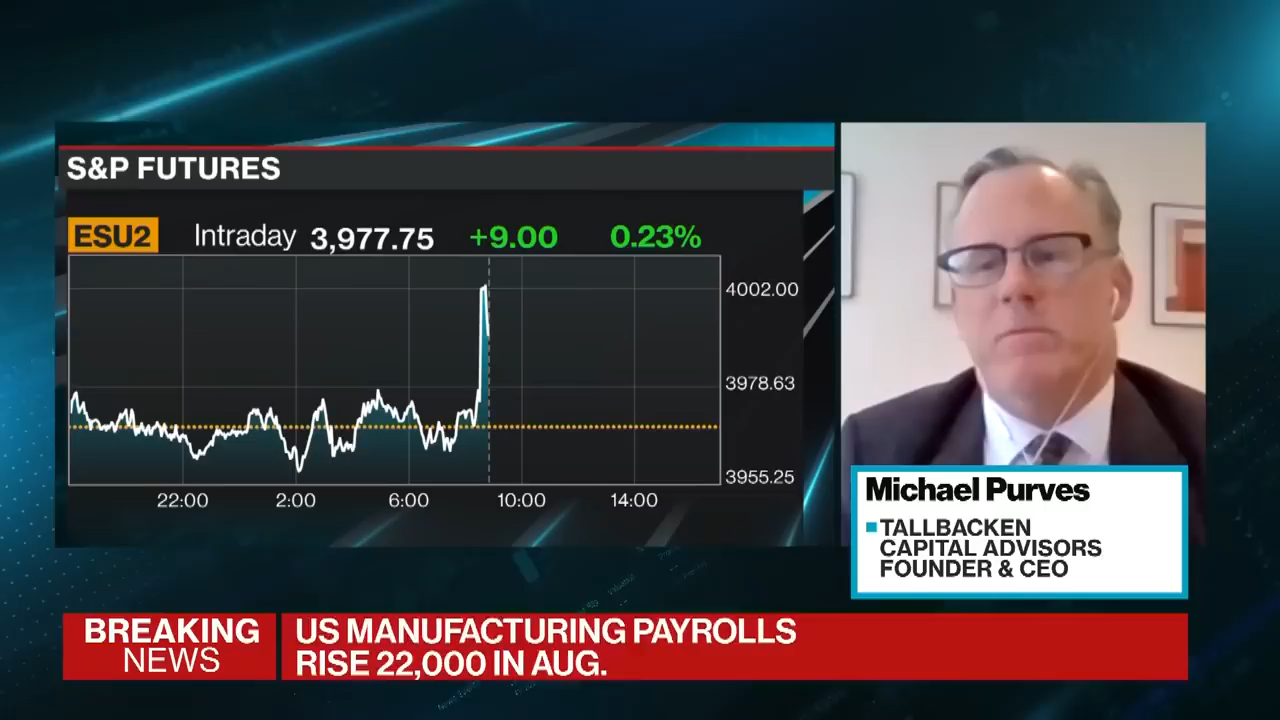 S&P FUTURES
ESU2 Intraday 3,977.75 +9.00 0.23%
4002.00
3978.63
3955.25
22:00 2:00 6:00 10:00 14:00
Michael Purves
TALLBACKEN
CAPITAL ADVISORS
FOUNDER & CEO
BREAKING
NEWS
US MANUFACTURING PAYROLLS
RISE 22,000 IN AUG.